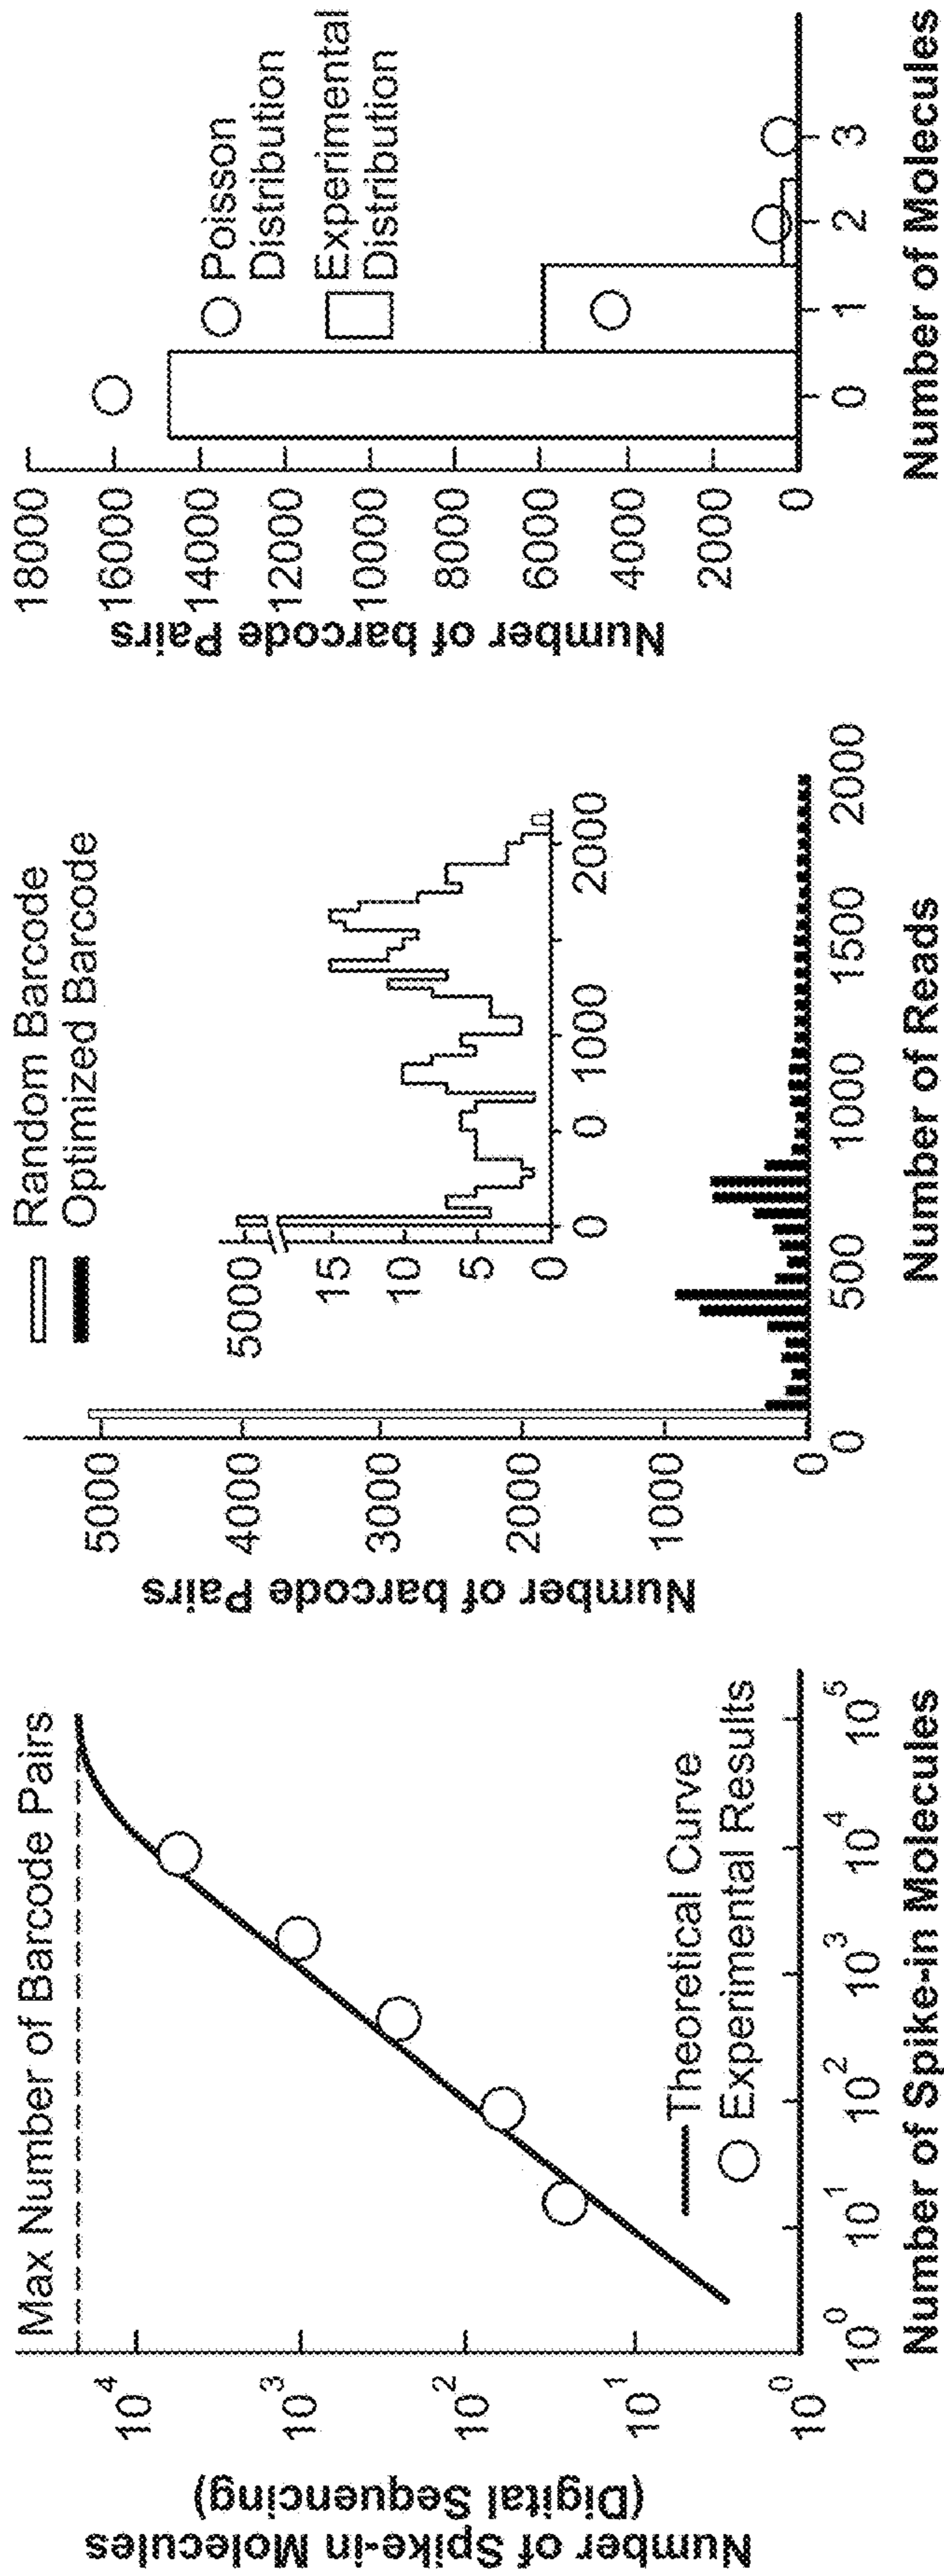 Max Number of Barcode Pairs
Number of Spike-in Molecules
(Digital Sequencing)
10^4
10^3
10^2
10^1
10^0
Theoretical Curve
Experimental Results
10^0
10^1
10^2
10^3
10^4
10^5
Number of Spike-in Molecules
Random Barcode
Optimized Barcode
Number of barcode Pairs
5000
4000
3000
2000
1000
0
5000
15
10
5
0
0
0
1000
2000
0
500
1000
1500
2000
Number of Reads
Number of barcode Pairs
18000
16000
14000
12000
10000
8000
6000
4000
2000
0
Poisson
Distribution
Experimental
Distribution
0
1
2
3
Number of Molecules